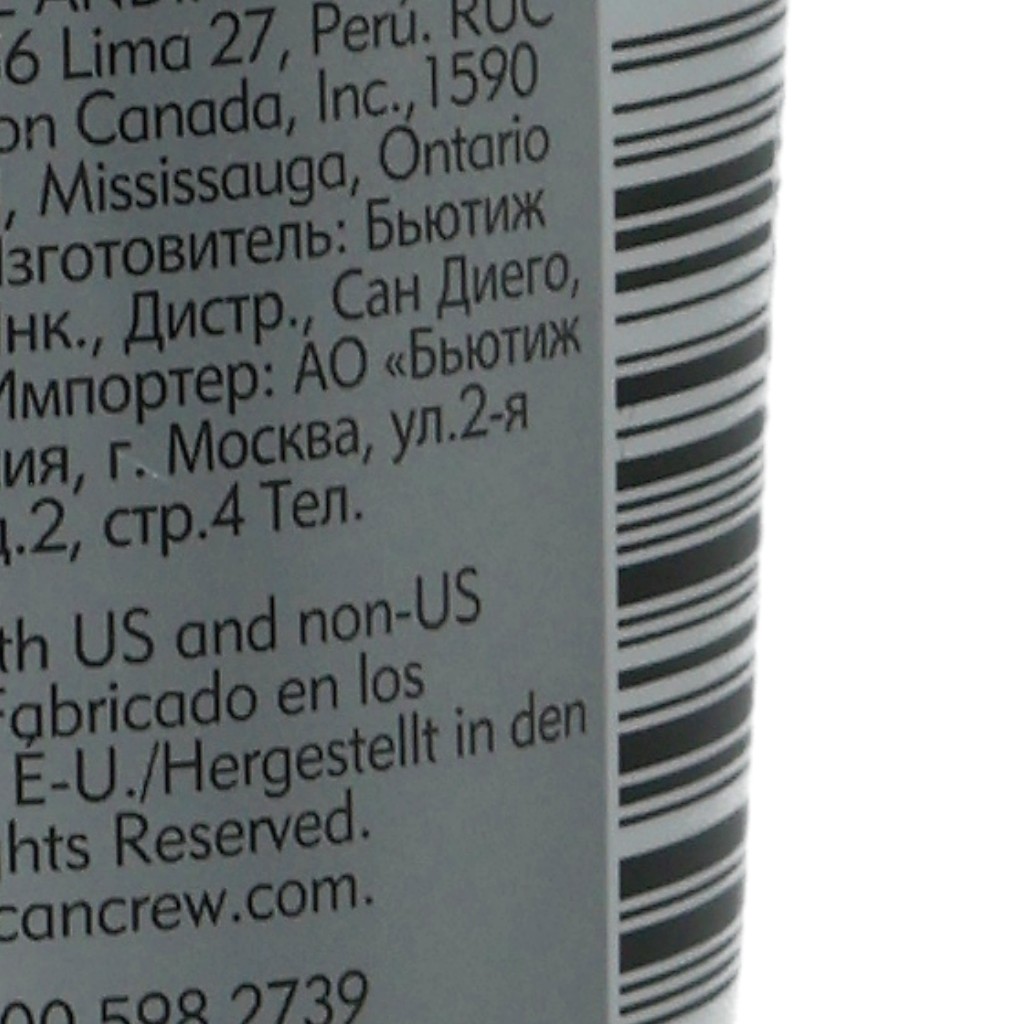 6 Lima 27, Perú. RUC
on Canada, Inc., 1590
, Mississauga, Ontario
Изготовитель: Бьютиж
Инк., Дистр., Сан Диего,
Импортер: АО «Бьютиж
ия, г. Москва, ул.2-я
д.2, стр.4 Тел.
th US and non-US
Fabricado en los
É-U./Hergestellt in den
ghts Reserved.
cancrew.com.
00 598 2739